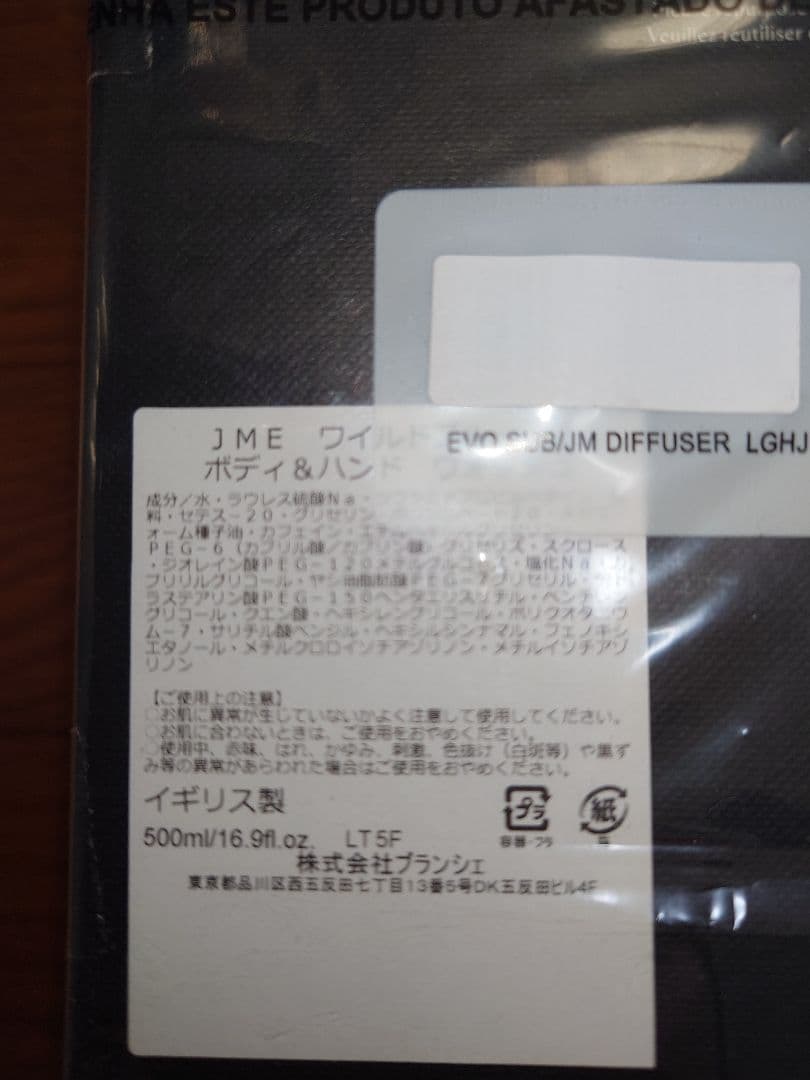 NHA ESTE PRODUTO AFASTADO DE
Veuillez réutiliser
EVO SUB/JM DIFFUSER LGHJ
JME ワイルド
ボディ&ハンド
成分/水・ラウレス硫酸Na・
料・セテス-20・グリセリン
ォーム種子油・カフェイン・
PEG-6(カプリル酸/カプリン酸)グリセリズ・スクロース
・ジオレイン酸PEG-120メチルグルコース・塩化Na・カ
プリリルグリコール・ヤシ油脂肪酸PEG-7グリセリル・
ラステアリン酸PEG-150ペンタエリスリチル・ペンチレン
グリコール・クエン酸・ヘキシレングリコール・ポリクオタニウ
ム-7・サリチル酸ベンジル・ヘキシルシンナマル・フェノキシ
エタノール・メチルクロロイソチアゾリノン・メチルイソチアゾ
リノン
【ご使用上の注意】
○お肌に異常が生じていないかよく注意して使用してください。
○お肌に合わないときは、ご使用をおやめください。
○使用中、赤味、はれ、かゆみ、刺激、色抜け(白斑等)や黒ず
み等の異常があらわれた場合はご使用をおやめください。
イギリス製
500ml/16.9fl.oz. LT5F
プラ
紙
容器・フタ
株式会社ブランシェ
東京都品川区西五反田七丁目13番5号DK五反田ビル4F